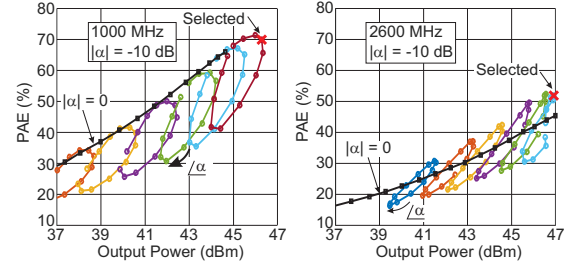 80
70
60
50
40
30
20
10
PAE (%)
1000 MHz
|α| = -10 dB
Selected
|α| = 0
∠α
37
39
41
43
45
47
Output Power (dBm)
80
70
60
50
40
30
20
10
PAE (%)
2600 MHz
|α| = -10 dB
Selected
|α| = 0
∠α
37
39
41
43
45
47
Output Power (dBm)